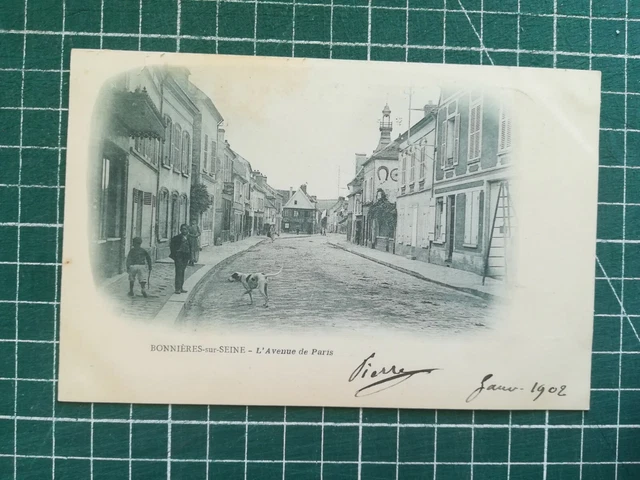 BONNIÈRES-sur-SEINE - L'Avenue de Paris
Pierre
Janv. 1902